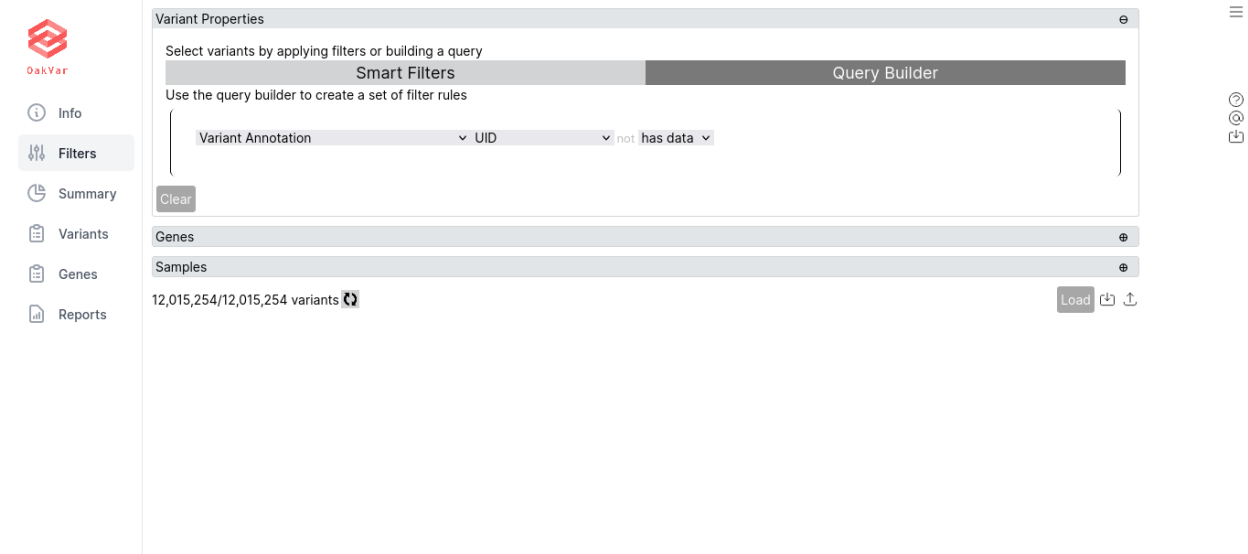 OakVar
Info
Filters
Summary
Variants
Genes
Reports
Variant Properties
Select variants by applying filters or building a query
Smart Filters Query Builder
Use the query builder to create a set of filter rules
Variant Annotation UID not has data
Clear
Genes
Samples
12,015,254/12,015,254 variants Load